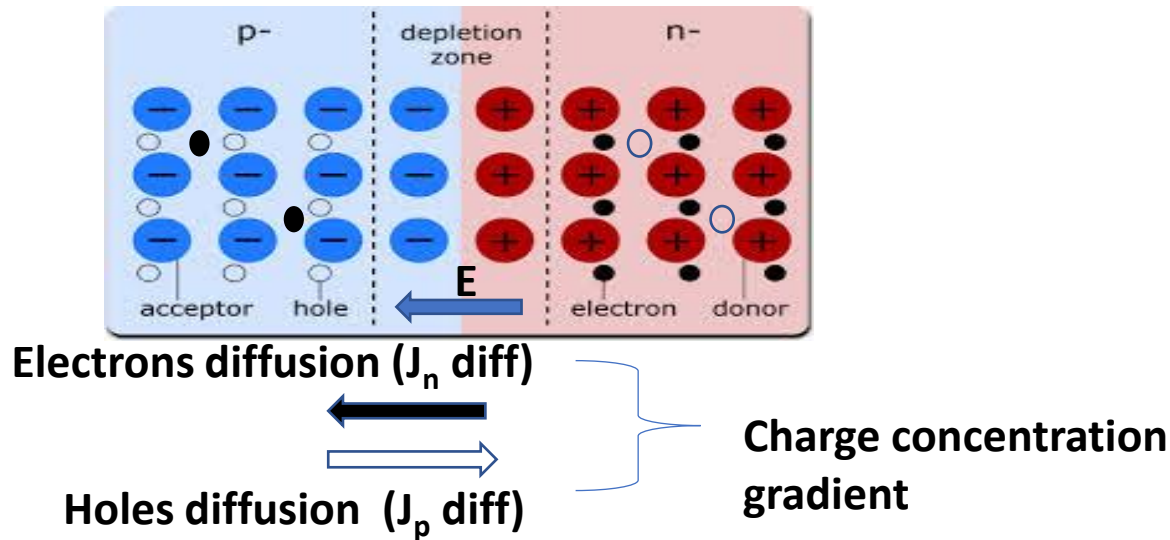 p-
depletion
zone
n-
E
acceptor
hole
electron
donor
Electrons diffusion (Jn diff)
Holes diffusion (Jp diff)
Charge concentration
gradient